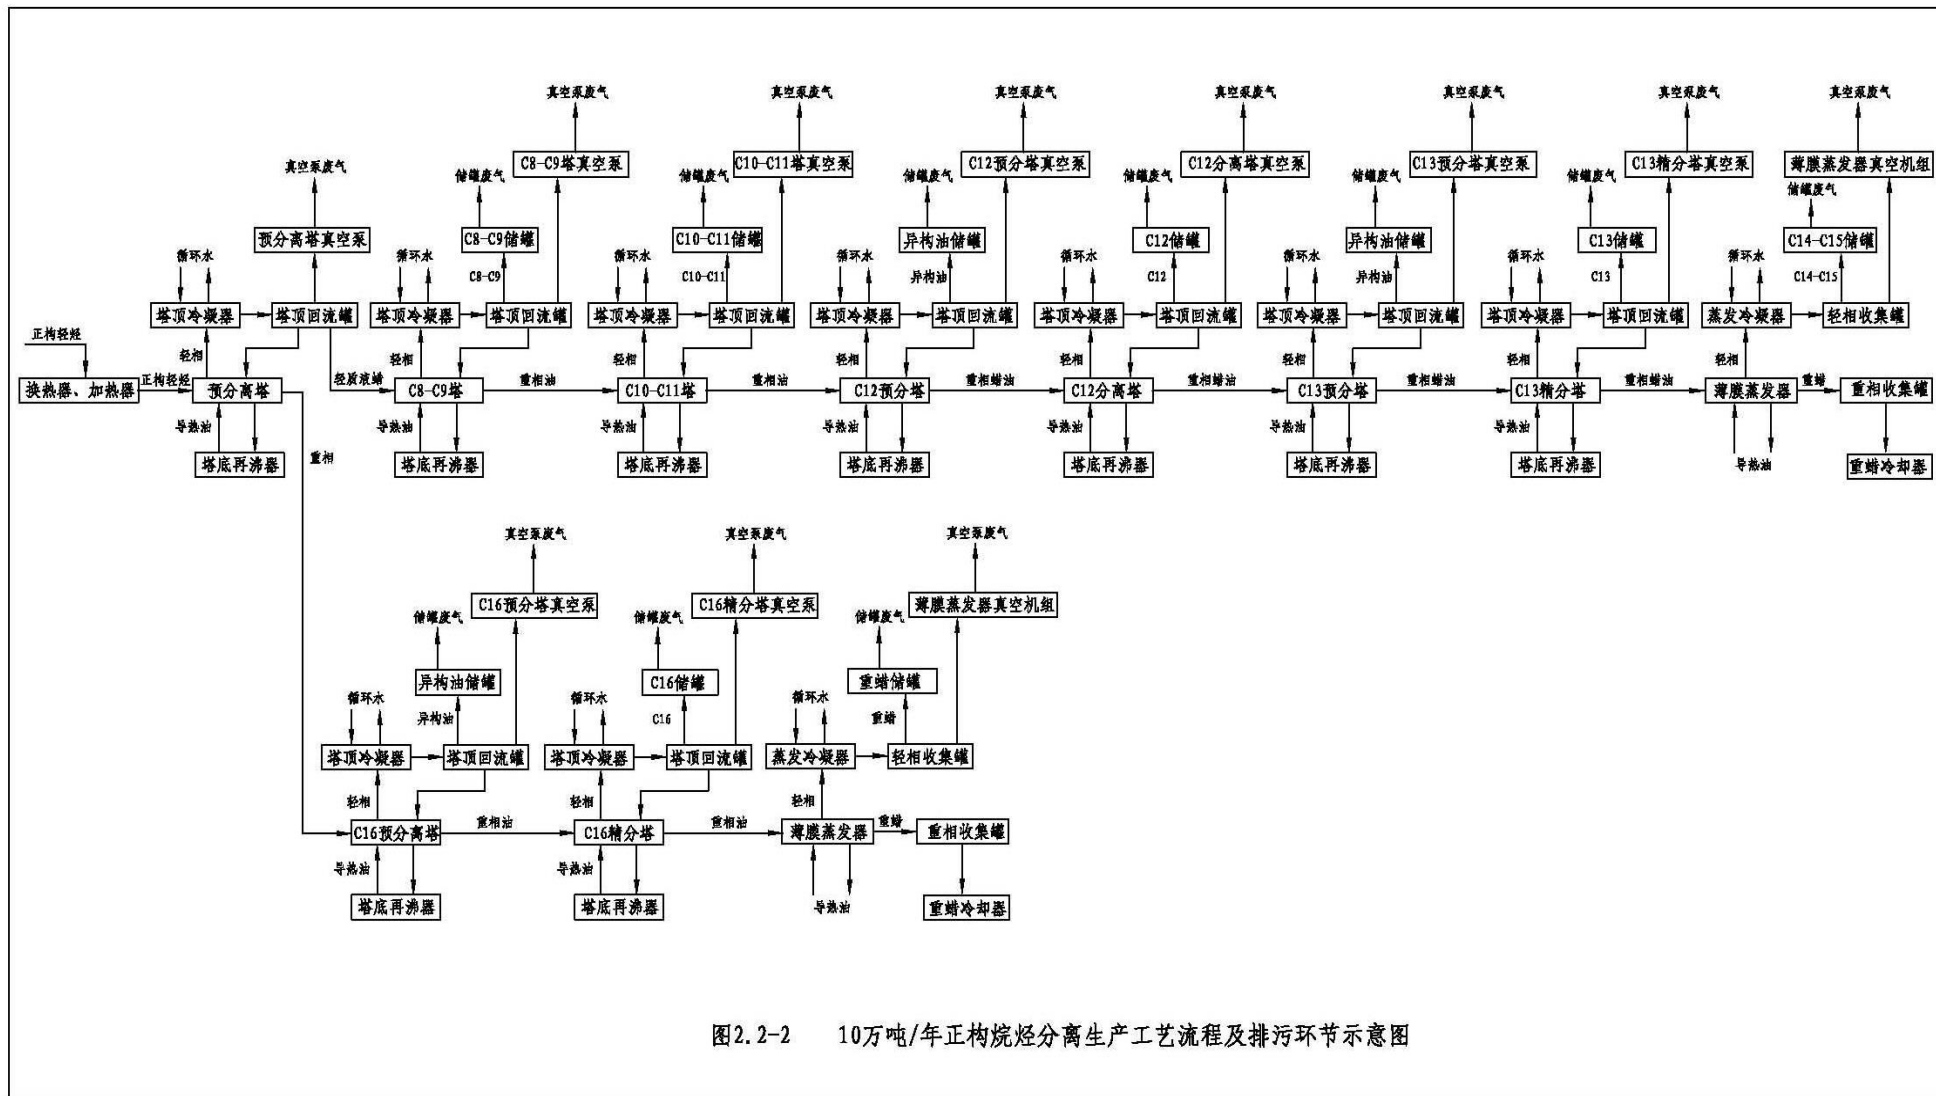 真空泵废气 真空泵废气 真空泵废气 真空泵废气 真空泵废气 真空泵废气 真空泵废气
C8-C9塔真空泵 C10-C11塔真空泵 C12预分塔真空泵 C12分离塔真空泵 C13预分塔真空泵 C13精分塔真空泵 薄膜蒸发器真空机组
真空泵废气 储罐废气 储罐废气 储罐废气 储罐废气 储罐废气 储罐废气 储罐废气
预分离塔真空泵 C8-C9储罐 C10-C11储罐 异构油储罐 C12储罐 异构油储罐 C13储罐 C14-C15储罐
循环水 循环水 循环水 循环水 循环水 循环水 循环水 循环水
C8-C9 C10-C11 异构油 C12 异构油 C13 C14-C15
塔顶冷凝器 塔顶回流罐 塔顶冷凝器 塔顶回流罐 塔顶冷凝器 塔顶回流罐 塔顶冷凝器 塔顶回流罐 塔顶冷凝器 塔顶回流罐 塔顶冷凝器 塔顶回流罐 塔顶冷凝器 塔顶回流罐 蒸发冷凝器 轻相收集罐
正构轻烃 轻相 轻相 轻相 轻相 轻相 轻相 轻相 轻相
正构轻烃 轻质液蜡 重相油 重相油 重相蜡油 重相蜡油 重相蜡油 重相蜡油 重蜡
换热器、加热器 预分离塔 C8-C9塔 C10-C11塔 C12预分塔 C12分离塔 C13预分塔 C13精分塔 薄膜蒸发器 重相收集罐
导热油 导热油 导热油 导热油 导热油 导热油 导热油
塔底再沸器 重相 塔底再沸器 塔底再沸器 塔底再沸器 塔底再沸器 塔底再沸器 塔底再沸器 导热油 重蜡冷却器
真空泵废气 真空泵废气 真空泵废气
C16预分塔真空泵 C16精分塔真空泵 薄膜蒸发器真空机组
储罐废气 储罐废气 储罐废气
异构油储罐 C16储罐 重蜡储罐
循环水 循环水 循环水
异构油 C16 重蜡
塔顶冷凝器 塔顶回流罐 塔顶冷凝器 塔顶回流罐 蒸发冷凝器 轻相收集罐
轻相 轻相 轻相
重相油 重相油 重蜡
C16预分离塔 C16精分塔 薄膜蒸发器 重相收集罐
导热油 导热油
塔底再沸器 塔底再沸器 导热油 重蜡冷却器
图2.2-2 10万吨/年正构烷烃分离生产工艺流程及排污环节示意图